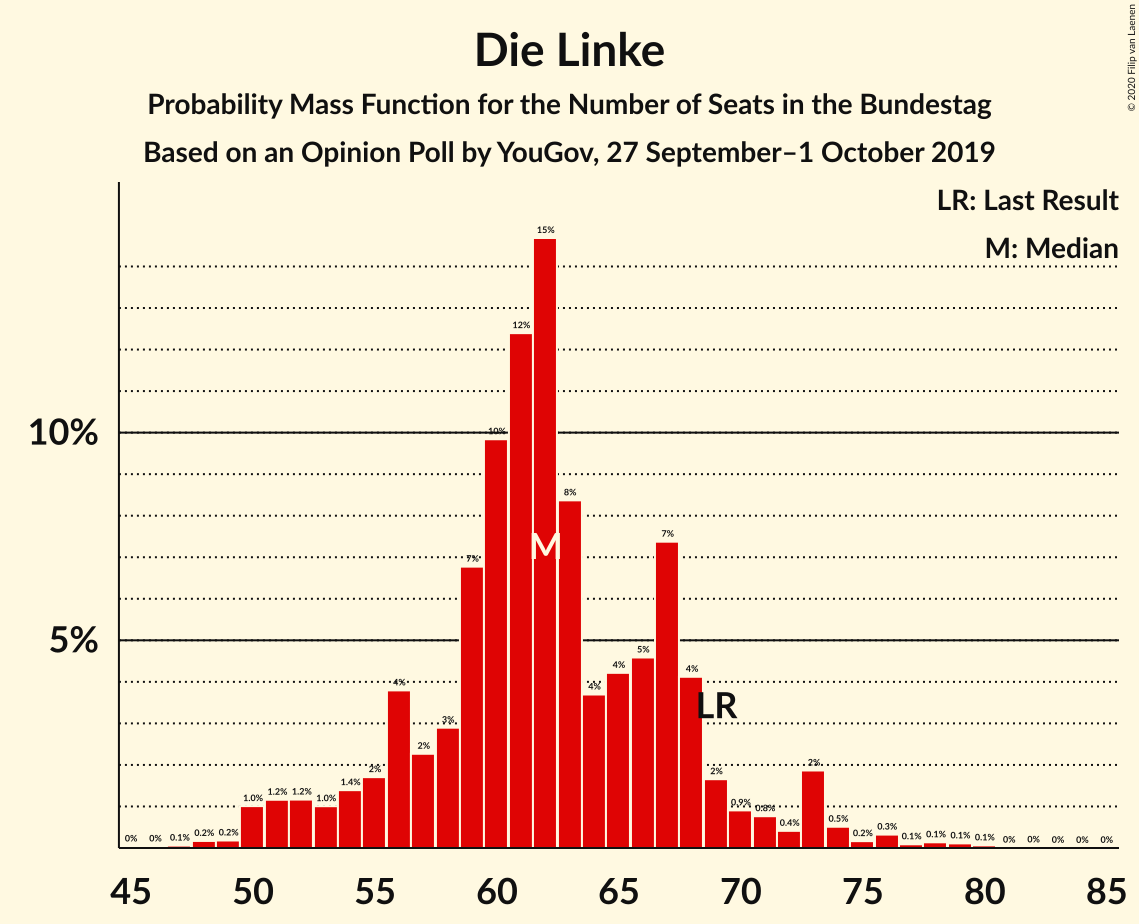 Die Linke
Probability Mass Function for the Number of Seats in the Bundestag
Based on an Opinion Poll by YouGov, 27 September–1 October 2019
© 2020 Filip van Laenen
LR: Last Result
M: Median
10%
5%
0% 0% 0.1% 0.2% 0.2% 1.0% 1.2% 1.2% 1.0% 1.4% 2% 4% 2% 3% 7% 10% 12% 15% 8% 4% 4% 5% 7% 4% 2% 0.9% 0.8% 0.4% 2% 0.5% 0.2% 0.3% 0.1% 0.1% 0.1% 0.1% 0% 0% 0% 0% 0%
M
LR
45 50 55 60 65 70 75 80 85